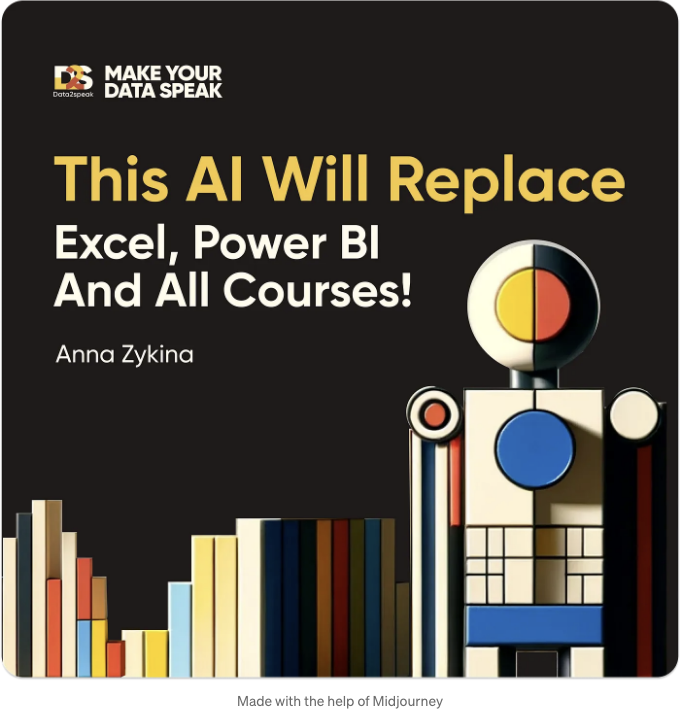 D2S
Data2speak
MAKE YOUR
DATA SPEAK
This AI Will Replace
Excel, Power BI
And All Courses!
Anna Zykina
Made with the help of Midjourney